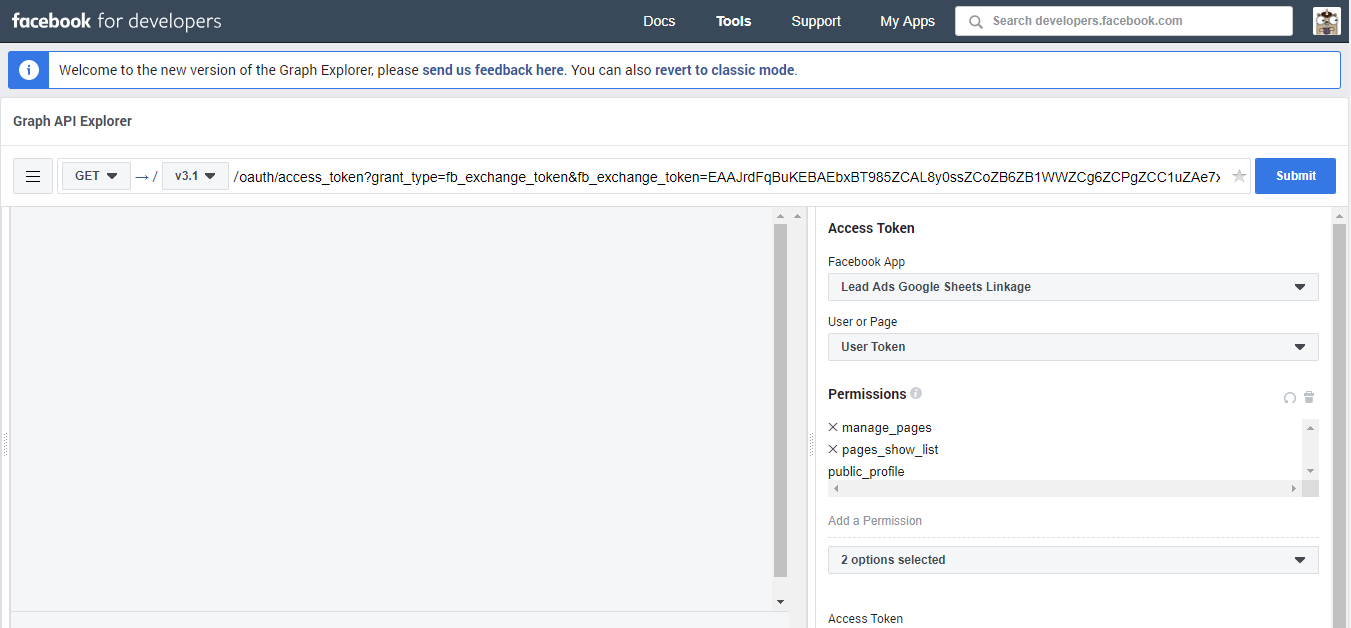 facebook for developers
Docs
Tools
Support
My Apps
Search developers.facebook.com
Welcome to the new version of the Graph Explorer, please send us feedback here. You can also revert to classic mode.
Graph API Explorer
GET
→ /
v3.1
/oauth/access_token?grant_type=fb_exchange_token&fb_exchange_token=EAAJrdFqBuKEBAEbxBT985ZCAL8y0ssZCoZB6ZB1WWZCg6ZCPgZCC1uZAe7x
Submit
Access Token
Facebook App
Lead Ads Google Sheets Linkage
User or Page
User Token
Permissions
manage_pages
pages_show_list
public_profile
Add a Permission
2 options selected
Access Token